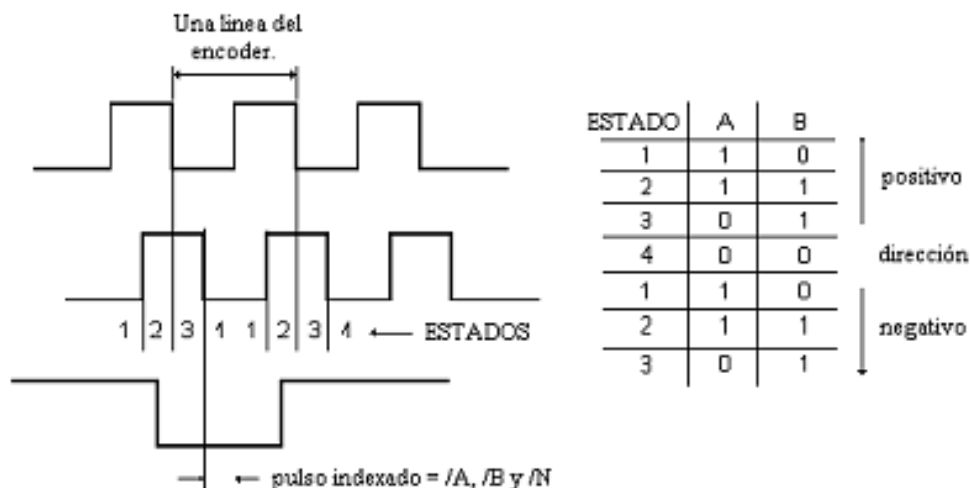 Una linea del
encoder.
ESTADO A B
1 1 0
2 1 1
3 0 1
4 0 0
1 1 0
2 1 1
3 0 1
positivo
dirección
negativo
1 2 3 1 1 2 3 1 ESTADOS
pulso indexado = /A, /B y /N